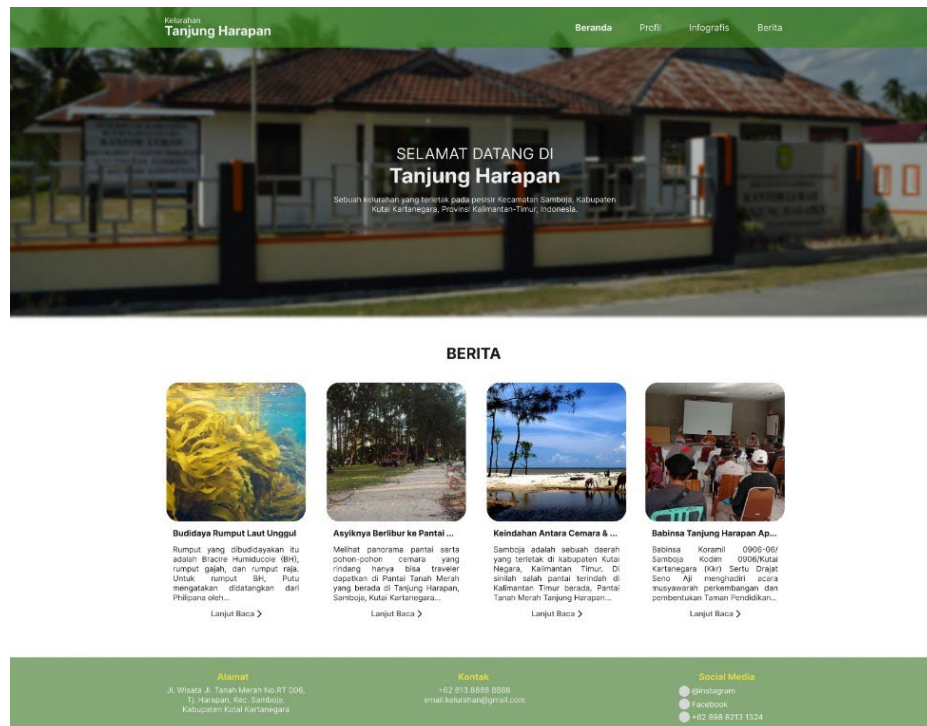 Kelurahan
Tanjung Harapan
Beranda Profil Infografis Berita
SELAMAT DATANG DI
Tanjung Harapan
Sebuah kelurahan yang terletak pada pesisir Kecamatan Samboja, Kabupaten
Kutai Kartanegara, Provinsi Kalimantan-Timur, Indonesia.
KANTOR LURAH
BERITA
Budidaya Rumput Laut Unggul
Rumput yang dibudidayakan itu
adalah Bracire Humiducole (BH),
rumput gajah, dan rumput raja.
Untuk rumput BH, Putu
mengatakan didatangkan dari
Philipana oleh...
Lanjut Baca >
Asyiknya Berlibur ke Pantai ...
Melihat panorama pantai serta
pohon-pohon cemara yang
rindang hanya bisa traveler
dapatkan di Pantai Tanah Merah
yang berada di Tanjung Harapan,
Samboja, Kutai Kartanegara...
Lanjut Baca >
Keindahan Antara Cemara & ...
Samboja adalah sebuah daerah
yang terletak di kabupaten Kutai
Negara, Kalimantan Timur. Di
sinilah salah pantai terindah di
Kalimantan Timur berada, Pantai
Tanah Merah Tanjung Harapan...
Lanjut Baca >
Babinsa Tanjung Harapan Ap...
Babinsa Koramil 0906-06/
Samboja Kodim 0906/Kutai
Kartanegara (Kkr) Sertu Drajat
Seno Aji menghadiri acara
musyawarah perkembangan dan
pembentukan Taman Pendidikan...
Lanjut Baca >
Alamat
Jl. Wisata Jl. Tanah Merah No.RT 006,
Tj. Harapan, Kec. Samboja,
Kabupaten Kutai Kartanegara
Kontak
+62 813 8888 8888
email.kelurahan@gmail.com
Social Media
@instagram
Facebook
+62 898 8213 1324